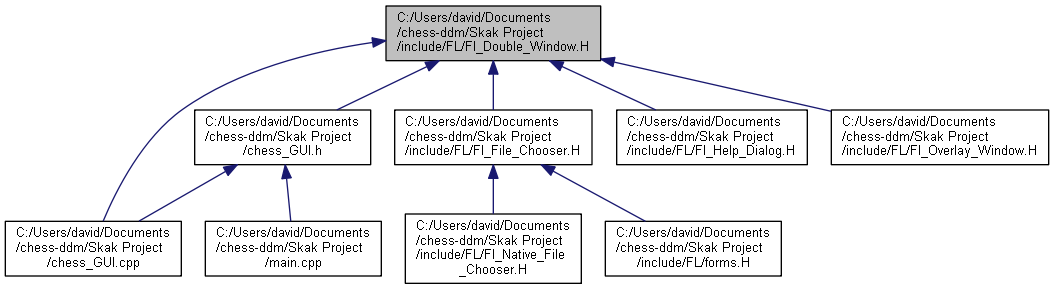 C:/Users/david/Documents
/chess-ddm/Skak Project
/include/FL/Fl_Double_Window.H
C:/Users/david/Documents
/chess-ddm/Skak Project
/chess_GUI.h
C:/Users/david/Documents
/chess-ddm/Skak Project
/include/FL/Fl_File_Chooser.H
C:/Users/david/Documents
/chess-ddm/Skak Project
/include/FL/Fl_Help_Dialog.H
C:/Users/david/Documents
/chess-ddm/Skak Project
/include/FL/Fl_Overlay_Window.H
C:/Users/david/Documents
/chess-ddm/Skak Project
/chess_GUI.cpp
C:/Users/david/Documents
/chess-ddm/Skak Project
/main.cpp
C:/Users/david/Documents
/chess-ddm/Skak Project
/include/FL/Fl_Native_File
_Chooser.H
C:/Users/david/Documents
/chess-ddm/Skak Project
/include/FL/forms.H